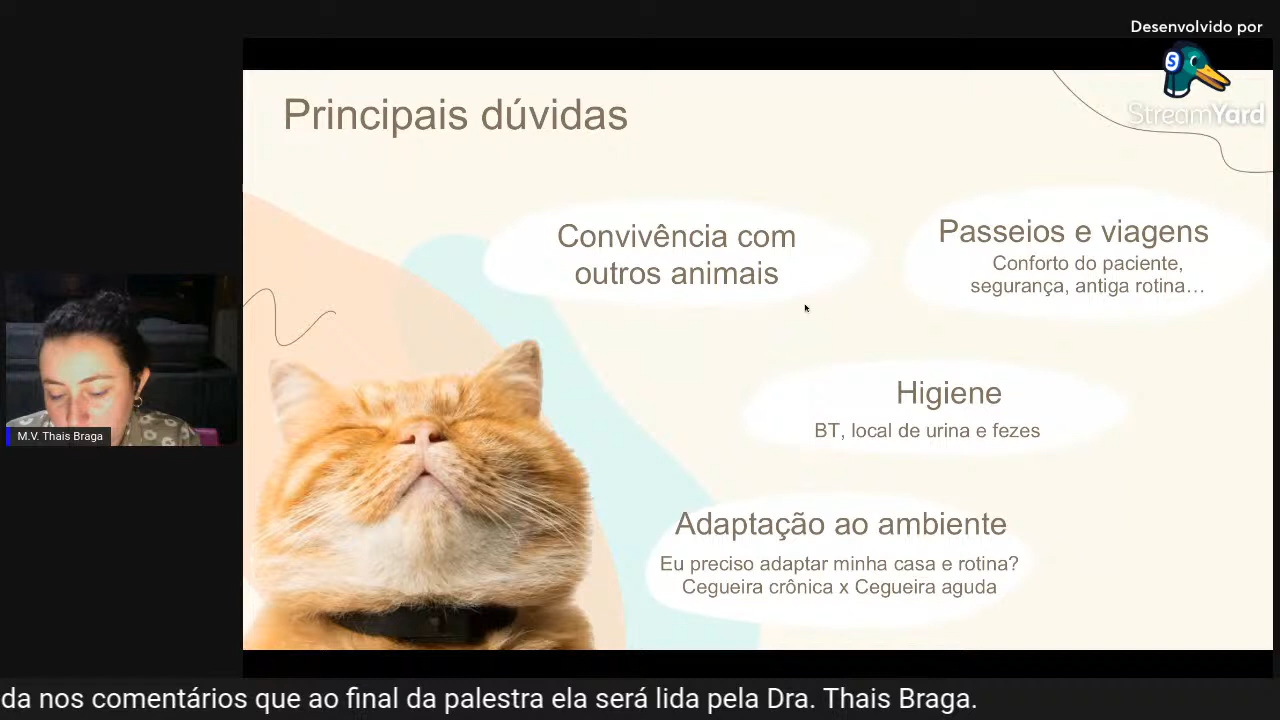 Desenvolvido por
S
StreamYard
Principais dúvidas
Convivência com
outros animais
Passeios e viagens
Conforto do paciente,
segurança, antiga rotina…
Higiene
BT, local de urina e fezes
Adaptação ao ambiente
Eu preciso adaptar minha casa e rotina?
Cegueira crônica x Cegueira aguda
M.V. Thais Braga
da nos comentários que ao final da palestra ela será lida pela Dra. Thais Braga.